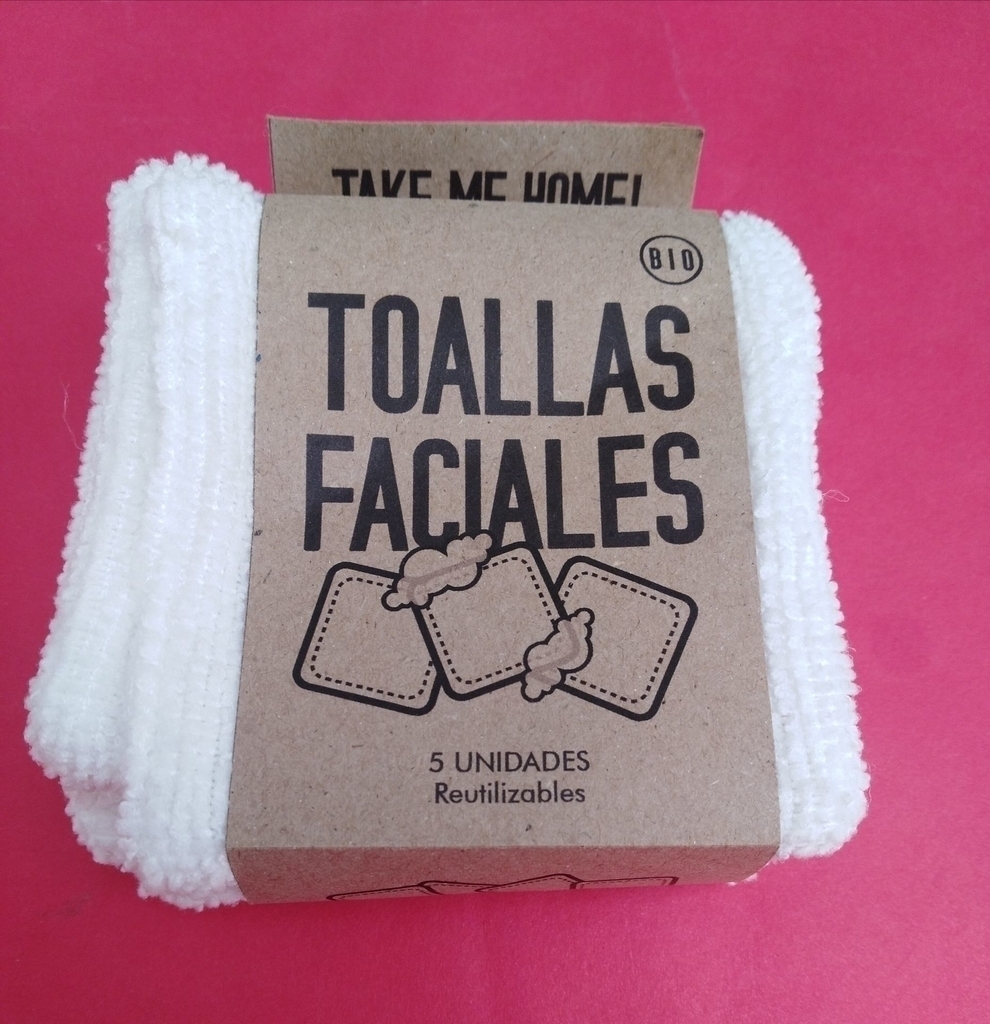 TAKE ME HOME!
BIO
TOALLAS
FACIALES
5 UNIDADES
Reutilizables